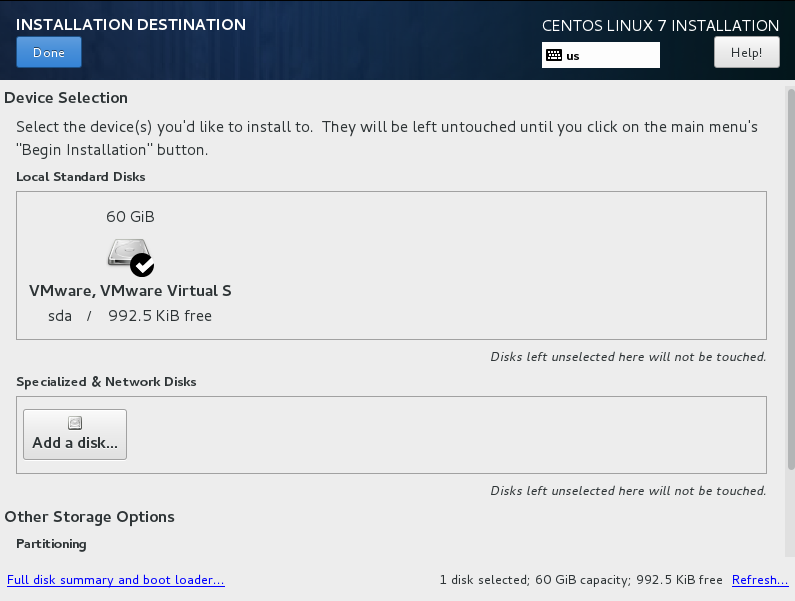 INSTALLATION DESTINATION
CENTOS LINUX 7 INSTALLATION
Done
us
Help!
Device Selection
Select the device(s) you'd like to install to.  They will be left untouched until you click on the main menu's
"Begin Installation" button.
Local Standard Disks
60 GiB
VMware, VMware Virtual S
sda / 992.5 KiB free
Disks left unselected here will not be touched.
Specialized & Network Disks
Add a disk...
Disks left unselected here will not be touched.
Other Storage Options
Partitioning
Full disk summary and boot loader...
1 disk selected; 60 GiB capacity; 992.5 KiB free
Refresh...